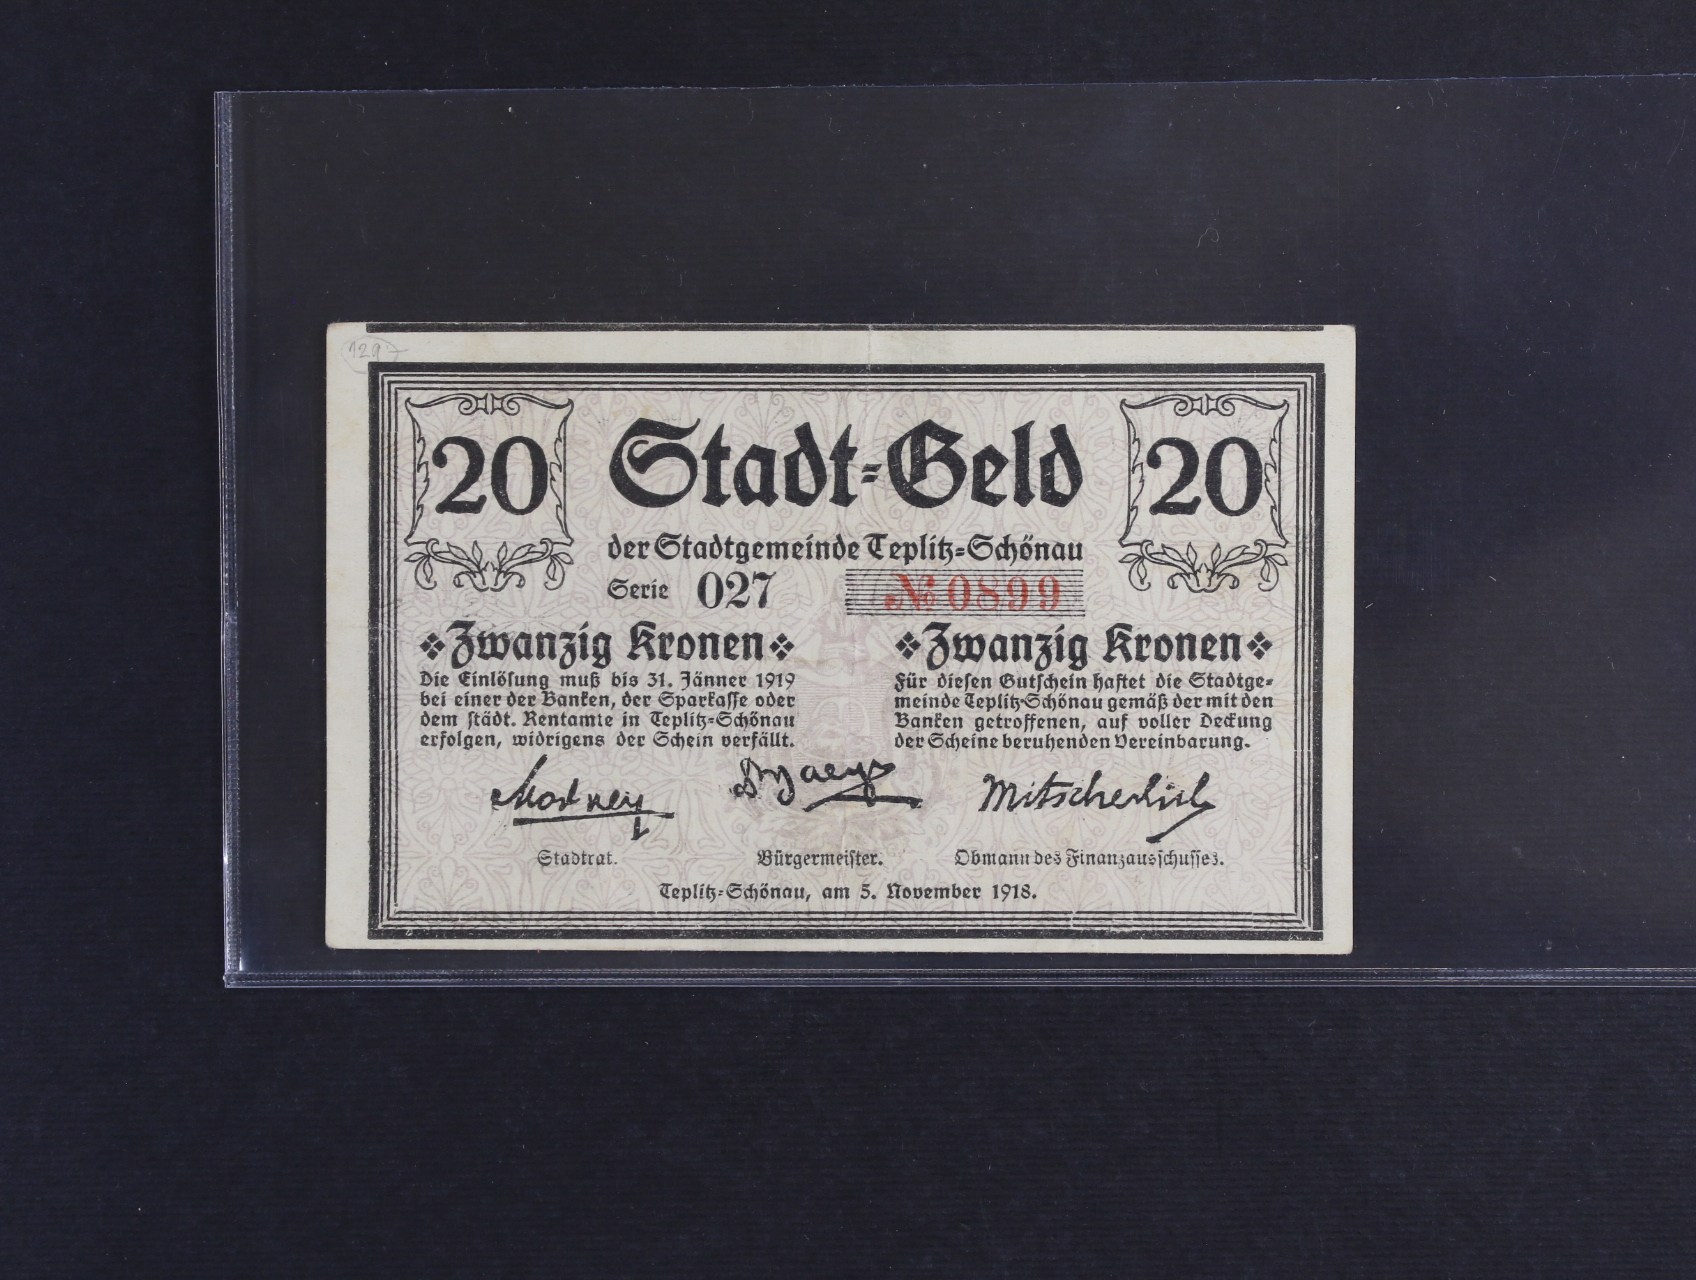 20 Stadt=Geld 20
der Stadtgemeinde Teplitz=Schönau
Serie 027 № 0899
Zwanzig Kronen
Die Einlösung muß bis 31. Jänner 1919
bei einer der Banken, der Sparkasse oder
dem städt. Rentamte in Teplitz=Schönau
erfolgen, widrigens der Schein verfällt.
Zwanzig Kronen
Für diesen Gutschein haftet die Stadtge=
meinde Teplitz-Schönau gemäß der mit den
Banken getroffenen, auf voller Deckung
der Scheine beruhenden Vereinbarung.
Mitscherlich
Stadtrat. Bürgermeister. Obmann des Finanzausschusses.
Teplitz=Schönau, am 5. November 1918.